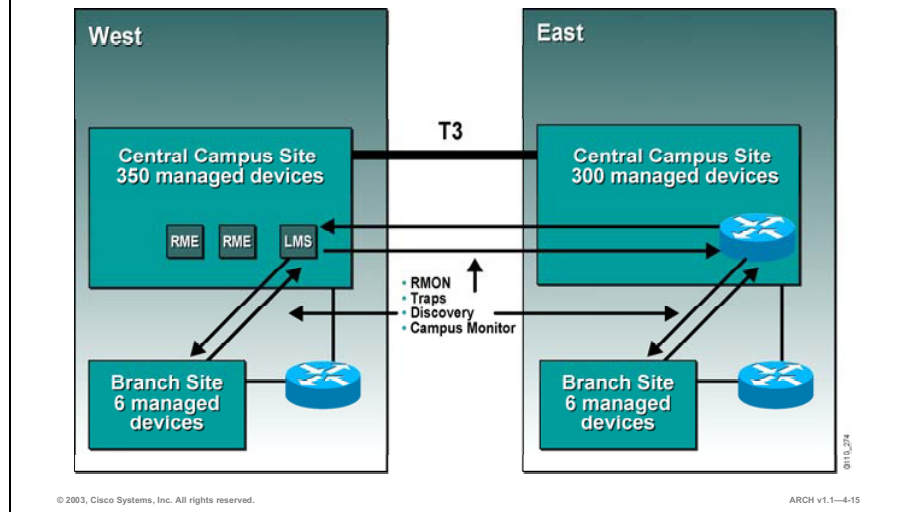 West
East
T3
Central Campus Site
350 managed devices
Central Campus Site
300 managed devices
RME
RME
LMS
• RMON
• Traps
• Discovery
• Campus Monitor
Branch Site
6 managed
devices
Branch Site
6 managed
devices
@110_274
© 2003, Cisco Systems, Inc. All rights reserved.
ARCH v1.1—4-15